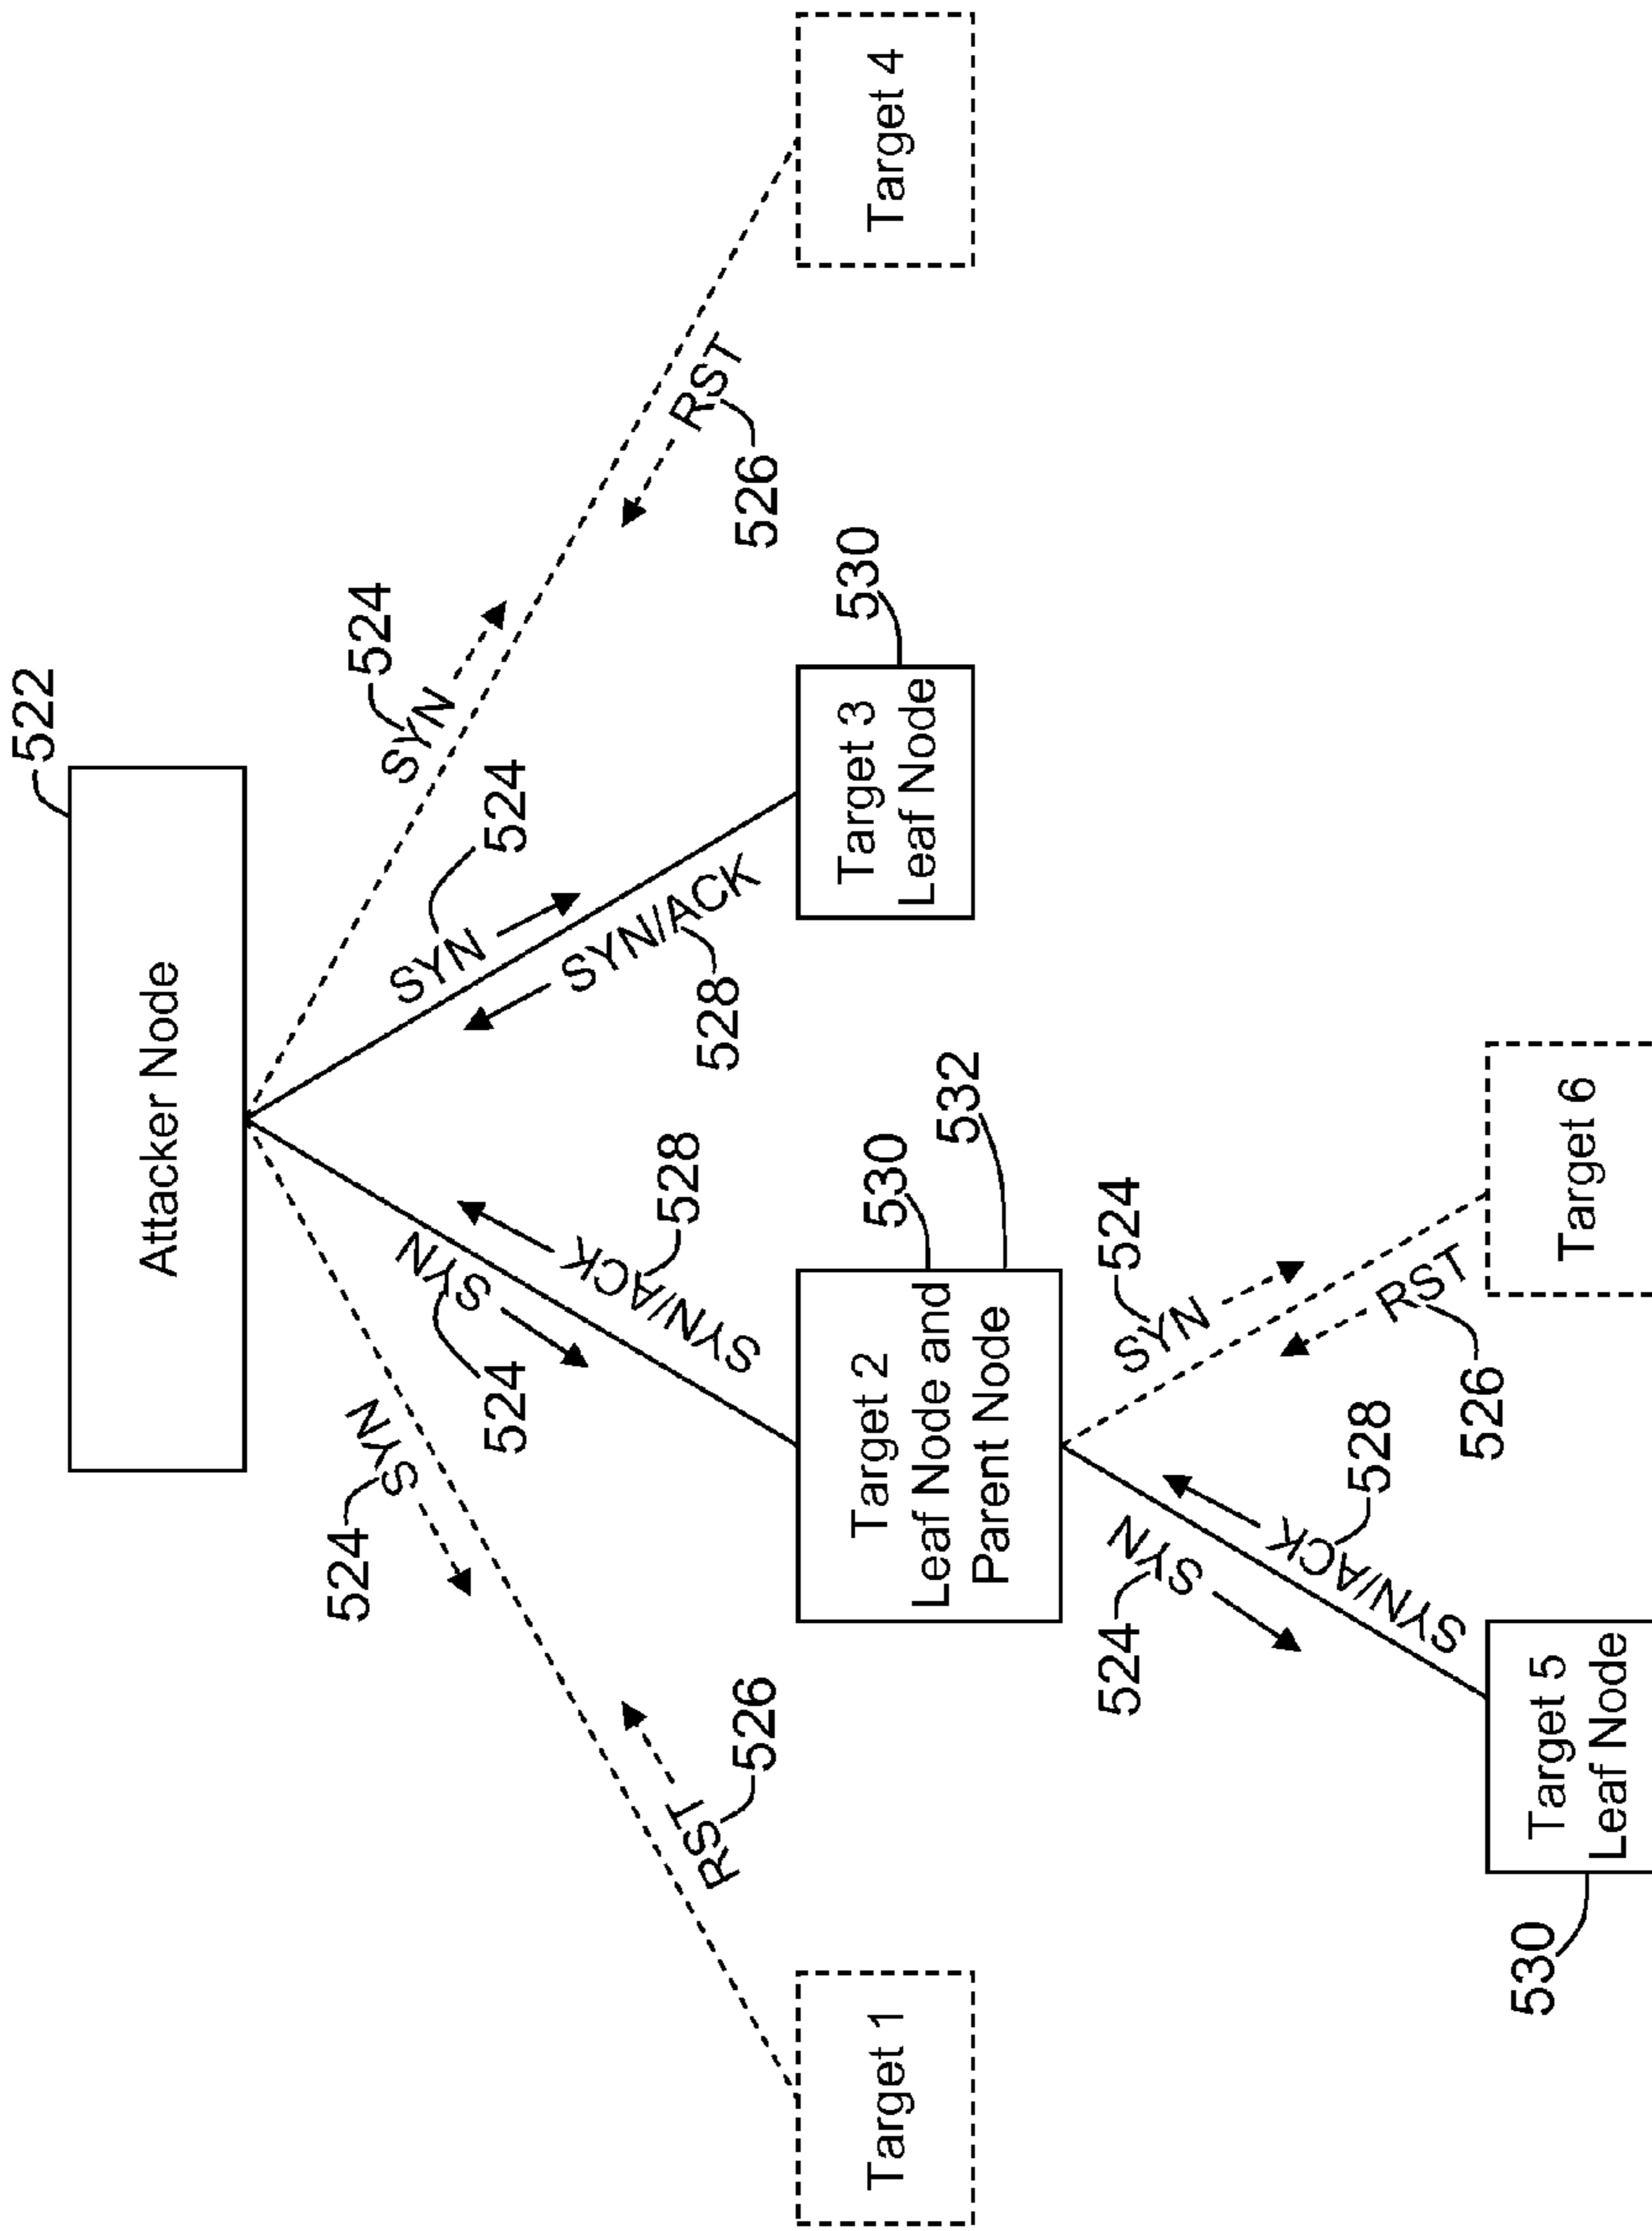 522
Attacker Node
524
SYN
SYN
524
SYN
524
SYN
524
RST
526
SYN/ACK
528
SYN/ACK
528
RST
526
Target 1
530
532
Target 2
Leaf Node and
Parent Node
530
Target 3
Leaf Node
Target 4
524
SYN
SYN
524
SYN/ACK
528
RST
526
530
Target 5
Leaf Node
Target 6